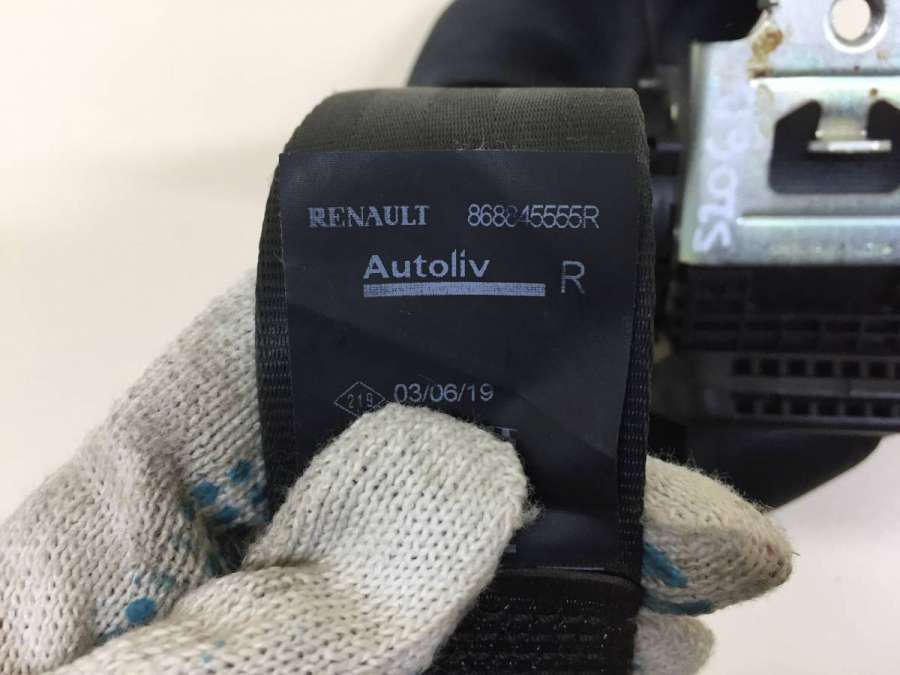 RENAULT 868845555R
Autoliv R
219 03/06/19